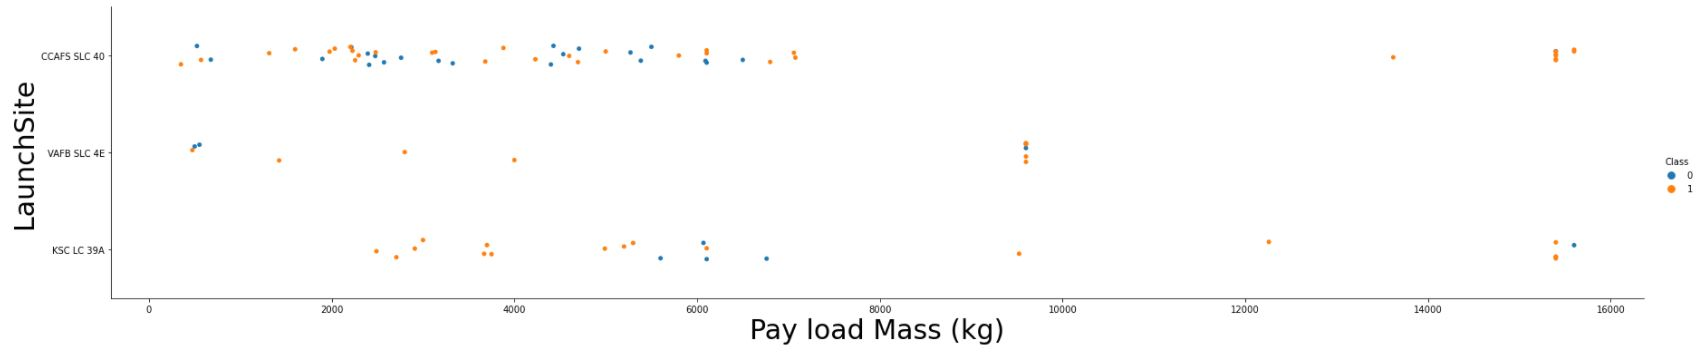 CCAFS SLC 40
VAFB SLC 4E
KSC LC 39A
LaunchSite
0 2000 4000 6000 8000 10000 12000 14000 16000
Pay load Mass (kg)
Class
0
1